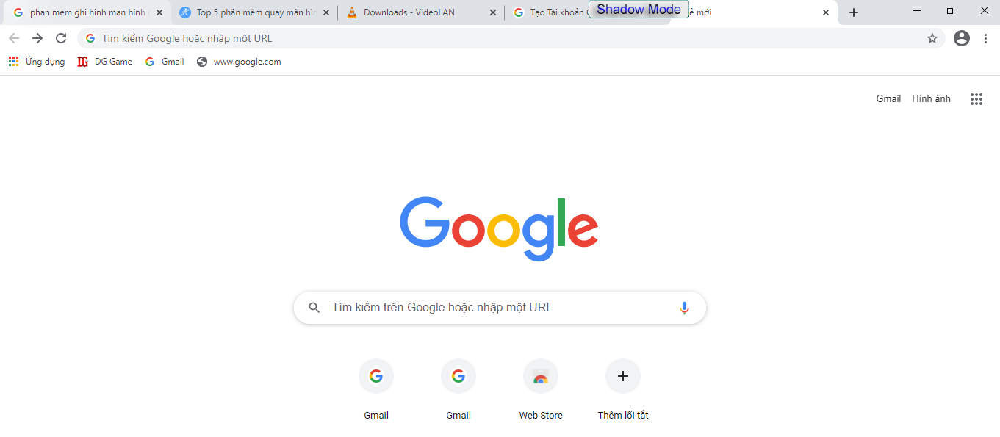 phan mem ghi hinh man hinh
Top 5 phần mềm quay màn hìn
Downloads - VideoLAN
Tạo Tài khoản
Shadow Mode
mới
Tìm kiếm Google hoặc nhập một URL
Ứng dụng
DG Game
Gmail
www.google.com
Gmail
Hình ảnh
Google
Tìm kiếm trên Google hoặc nhập một URL
Gmail
Gmail
Web Store
Thêm lối tắt